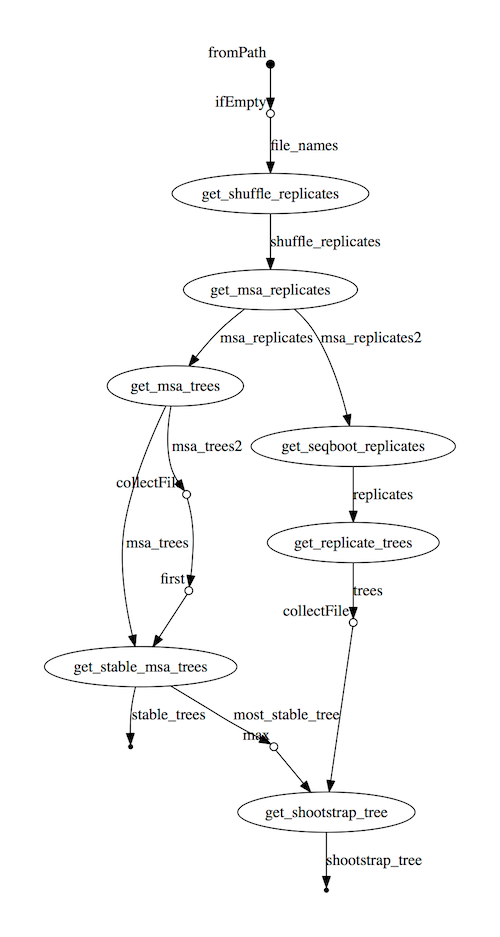 fromPath
ifEmpty
file_names
get_shuffle_replicates
shuffle_replicates
get_msa_replicates
msa_replicates
msa_replicates2
get_msa_trees
msa_trees2
get_seqboot_replicates
collectFile
replicates
msa_trees
get_replicate_trees
first
trees
collectFile
get_stable_msa_trees
stable_trees
most_stable_tree
max
get_shootstrap_tree
shootstrap_tree